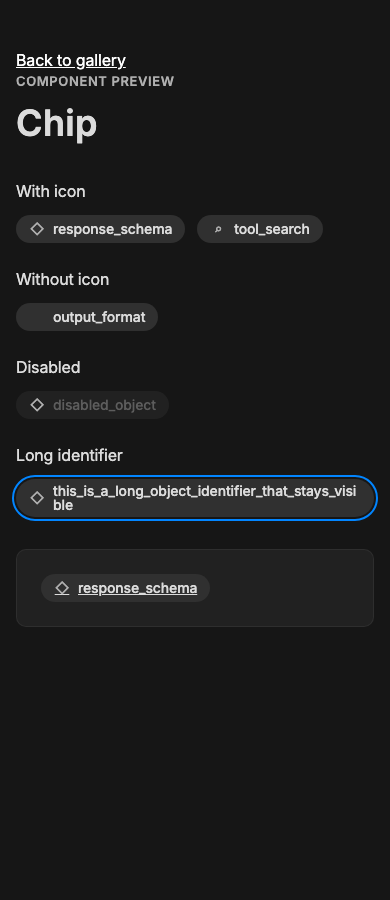 Back to gallery
COMPONENT PREVIEW
Chip
With icon
response_schema
tool_search
Without icon
output_format
Disabled
disabled_object
Long identifier
this_is_a_long_object_identifier_that_stays_visi
ble
response_schema